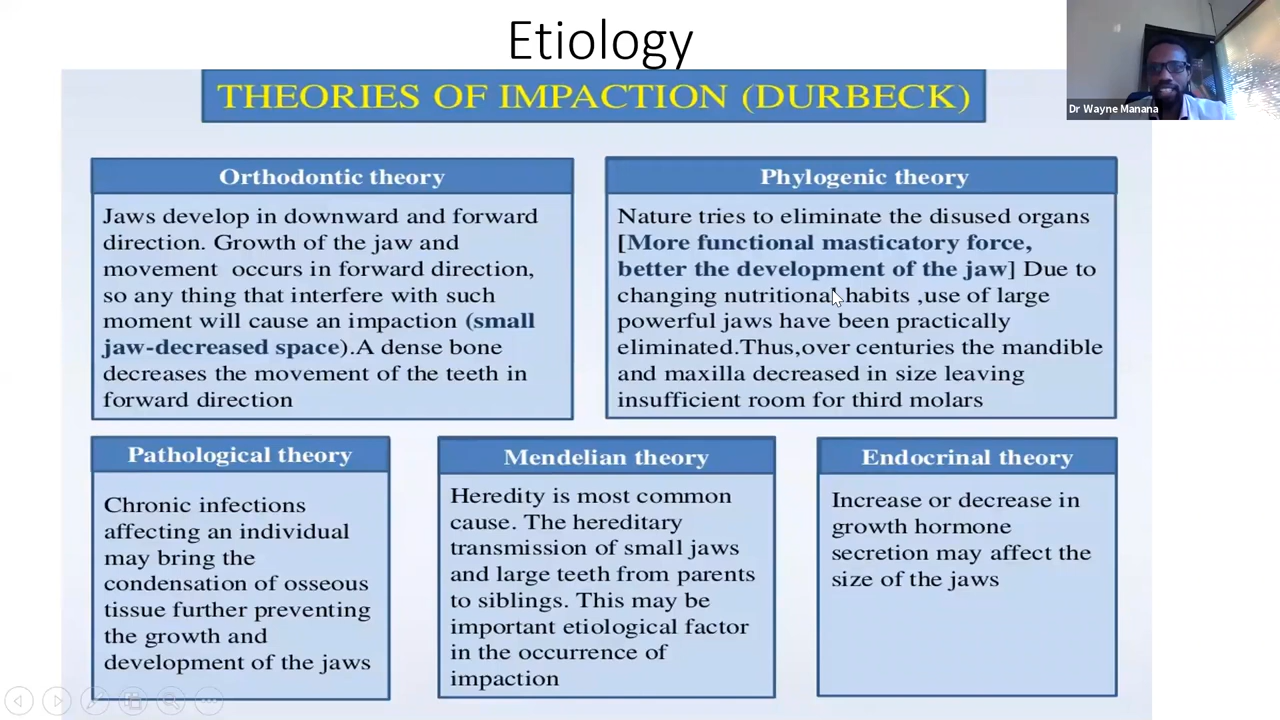 Etiology
THEORIES OF IMPACTION (DURBECK)
Dr Wayne Manana
Orthodontic theory
Jaws develop in downward and forward
direction. Growth of the jaw and
movement  occurs in forward direction,
so any thing that interfere with such
moment will cause an impaction (small
jaw-decreased space).A dense bone
decreases the movement of the teeth in
forward direction
Phylogenic theory
Nature tries to eliminate the disused organs
[More functional masticatory force,
better the development of the jaw] Due to
changing nutritional habits ,use of large
powerful jaws have been practically
eliminated.Thus,over centuries the mandible
and maxilla decreased in size leaving
insufficient room for third molars
Pathological theory
Chronic infections
affecting an individual
may bring the
condensation of osseous
tissue further preventing
the growth and
development of the jaws
Mendelian theory
Heredity is most common
cause. The hereditary
transmission of small jaws
and large teeth from parents
to siblings. This may be
important etiological factor
in the occurrence of
impaction
Endocrinal theory
Increase or decrease in
growth hormone
secretion may affect the
size of the jaws